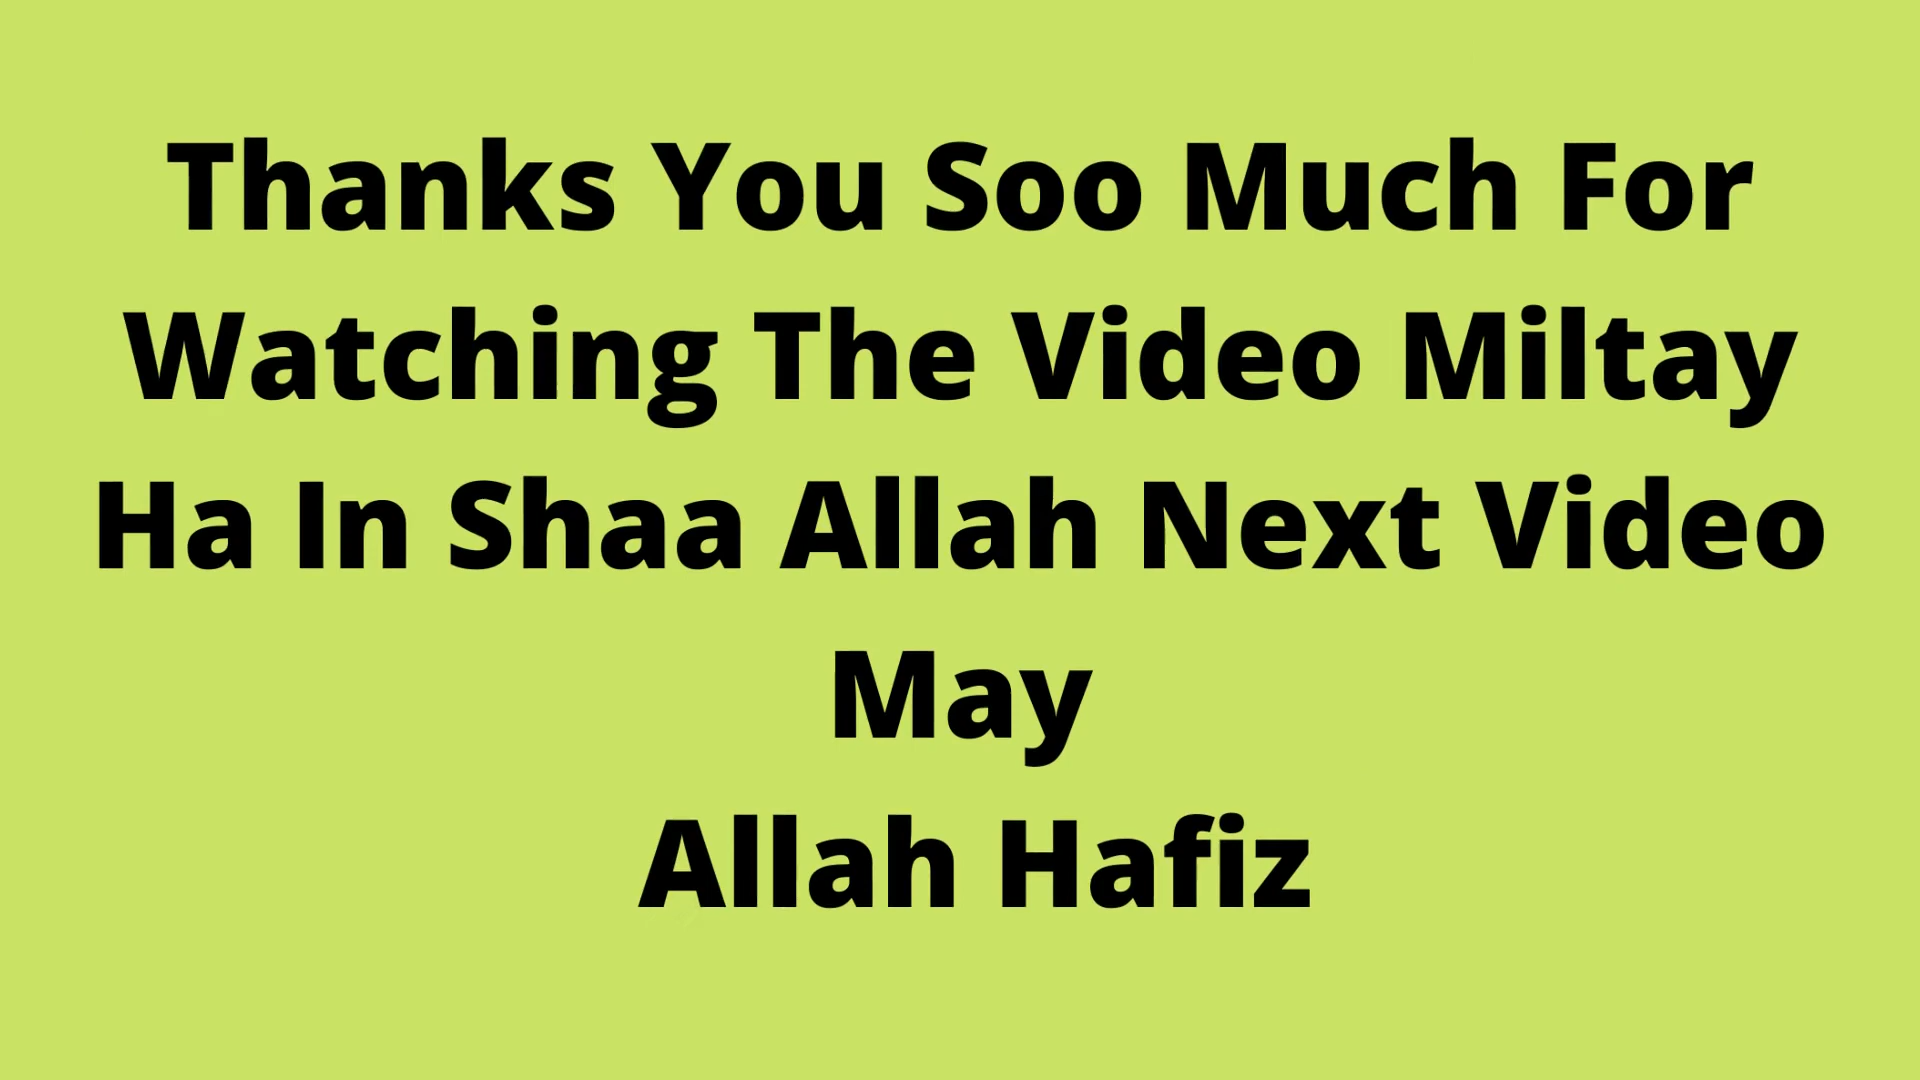 Thanks You Soo Much For
Watching The Video Miltay
Ha In Shaa Allah Next Video
May
Allah Hafiz